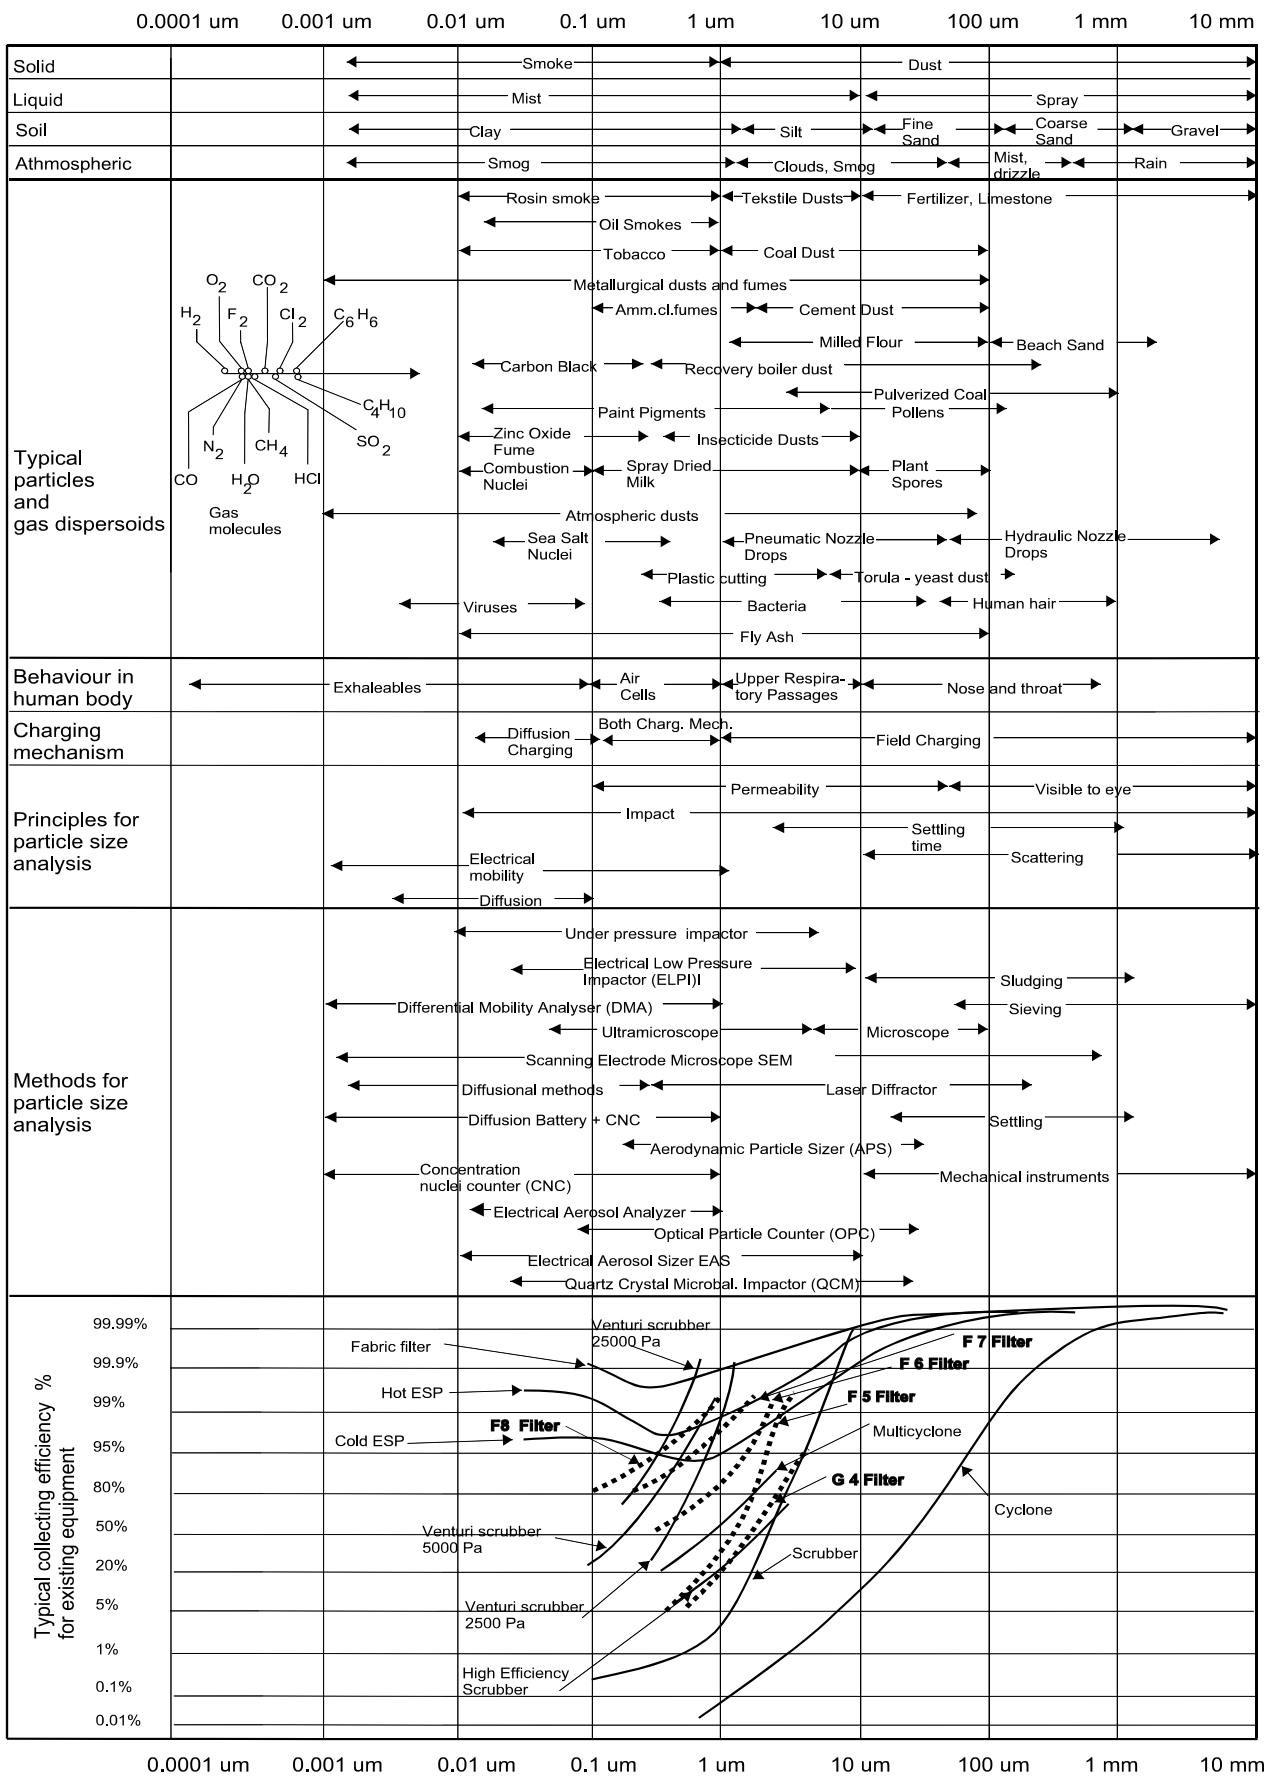 0.0001 um 0.001 um 0.01 um 0.1 um 1 um 10 um 100 um 1 mm 10 mm
Solid Smoke Dust
Liquid Mist Spray
Soil Clay Silt Fine Sand Coarse Sand Gravel
Athmospheric Smog Clouds, Smog Mist, drizzle Rain
Typical
particles
and
gas dispersoids
Rosin smoke Tekstile Dusts Fertilizer, Limestone
Oil Smokes
Tobacco Coal Dust
Metallurgical dusts and fumes
O2 CO2
H2 F2 Cl2 C6H6
Amm.cl.fumes Cement Dust
Milled Flour Beach Sand
Carbon Black Recovery boiler dust
Pulverized Coal
Paint Pigments Pollens
C4H10
N2 CH4 SO2
CO H2O HCl
Gas
molecules
Zinc Oxide
Fume
Insecticide Dusts
Combustion
Nuclei
Spray Dried
Milk
Plant
Spores
Atmospheric dusts
Sea Salt
Nuclei
Pneumatic Nozzle
Drops
Hydraulic Nozzle
Drops
Plastic cutting Torula - yeast dust
Viruses Bacteria Human hair
Fly Ash
Behaviour in
human body
Exhaleables
Air
Cells
Upper Respira-
tory Passages
Nose and throat
Charging
mechanism
Diffusion
Charging
Both Charg. Mech.
Field Charging
Principles for
particle size
analysis
Permeability Visible to eye
Impact
Settling
time
Electrical
mobility
Scattering
Diffusion
Methods for
particle size
analysis
Under pressure impactor
Electrical Low Pressure
Impactor (ELPI)l
Sludging
Differential Mobility Analyser (DMA) Sieving
Ultramicroscope Microscope
Scanning Electrode Microscope SEM
Diffusional methods Laser Diffractor
Diffusion Battery + CNC Settling
Aerodynamic Particle Sizer (APS)
Concentration
nuclei counter (CNC)
Mechanical instruments
Electrical Aerosol Analyzer
Optical Particle Counter (OPC)
Electrical Aerosol Sizer EAS
Quartz Crystal Microbal. Impactor (QCM)
Typical collecting efficiency %
for existing equipment
99.99%
99.9%
99%
95%
80%
50%
20%
5%
1%
0.1%
0.01%
Venturi scrubber
25000 Pa
Fabric filter
F 7 Filter
F 6 Filter
Hot ESP
F 5 Filter
F8 Filter
Multicyclone
Cold ESP
G 4 Filter
Cyclone
Venturi scrubber
5000 Pa
Scrubber
Venturi scrubber
2500 Pa
High Efficiency
Scrubber
0.0001 um 0.001 um 0.01 um 0.1 um 1 um 10 um 100 um 1 mm 10 mm